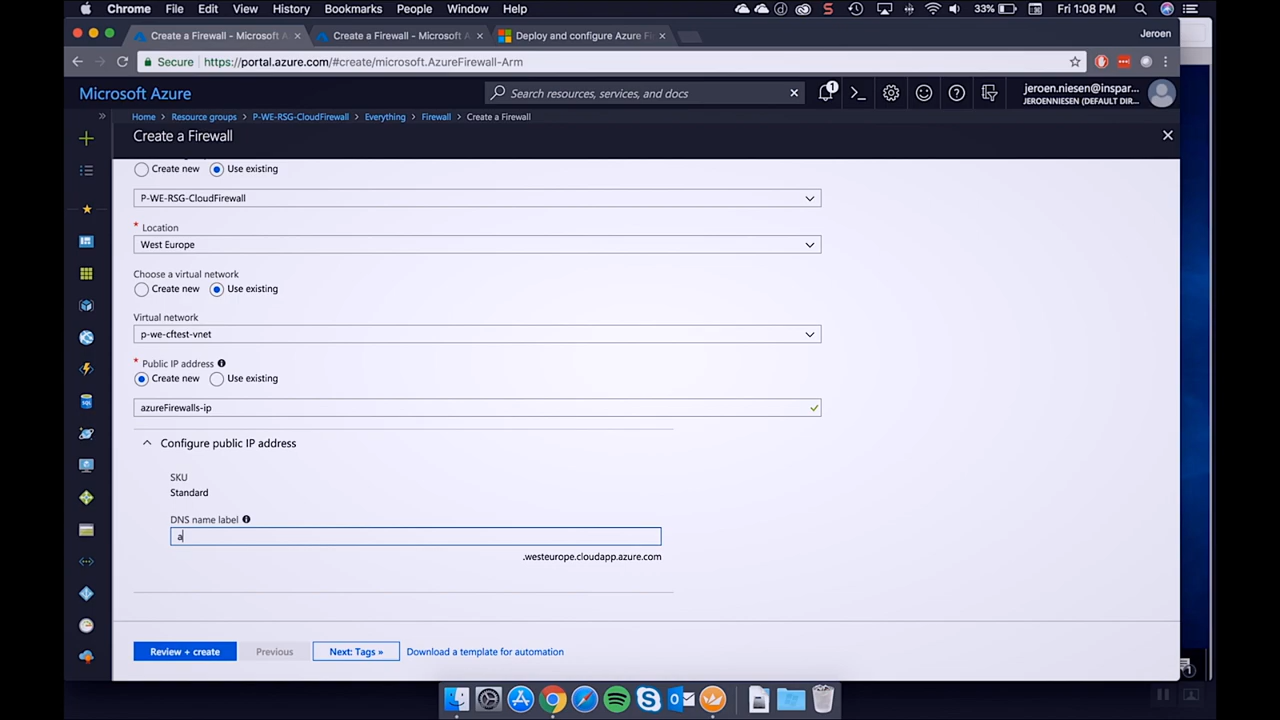 Chrome File Edit View History Bookmarks People Window Help 33% Fri 1:08 PM
Create a Firewall - Microsoft A Create a Firewall - Microsoft A Deploy and configure Azure Fi Jeroen
Secure https://portal.azure.com/#create/microsoft.AzureFirewall-Arm
Microsoft Azure Search resources, services, and docs 1 jeroen.niesen@inspar...
JEROENNIESEN (DEFAULT DIR...
Home > Resource groups > P-WE-RSG-CloudFirewall > Everything > Firewall > Create a Firewall
Create a Firewall
Create new Use existing
P-WE-RSG-CloudFirewall
* Location
West Europe
Choose a virtual network
Create new Use existing
Virtual network
p-we-cftest-vnet
* Public IP address
Create new Use existing
azureFirewalls-ip
Configure public IP address
SKU
Standard
DNS name label
a
.westeurope.cloudapp.azure.com
Review + create Previous Next: Tags » Download a template for automation